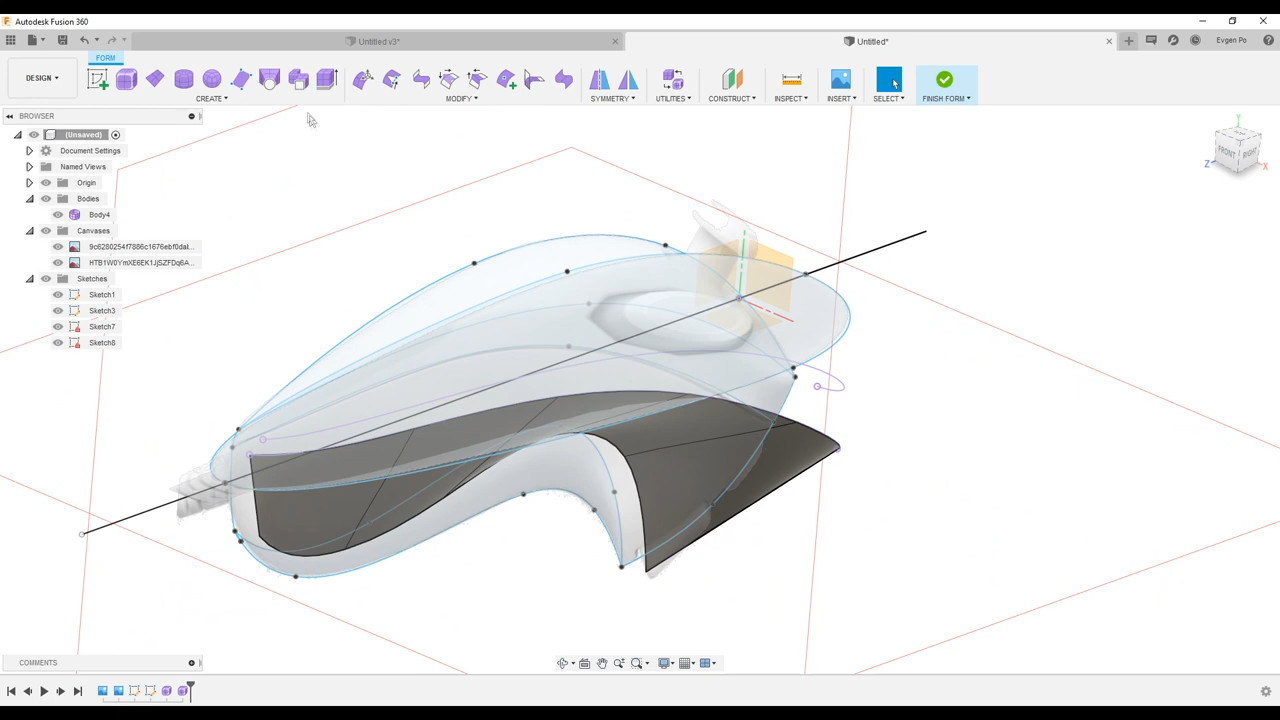 Autodesk Fusion 360
Untitled v3*
Untitled*
Evgen Po
FORM
DESIGN
CREATE
MODIFY
SYMMETRY
UTILITIES
CONSTRUCT
INSPECT
INSERT
SELECT
FINISH FORM
BROWSER
(Unsaved)
Document Settings
Named Views
Origin
Bodies
Body4
Canvases
Sketches
Sketch1
Sketch3
Sketch7
Sketch8
Y
FRONT
RIGHT
Z
X
COMMENTS